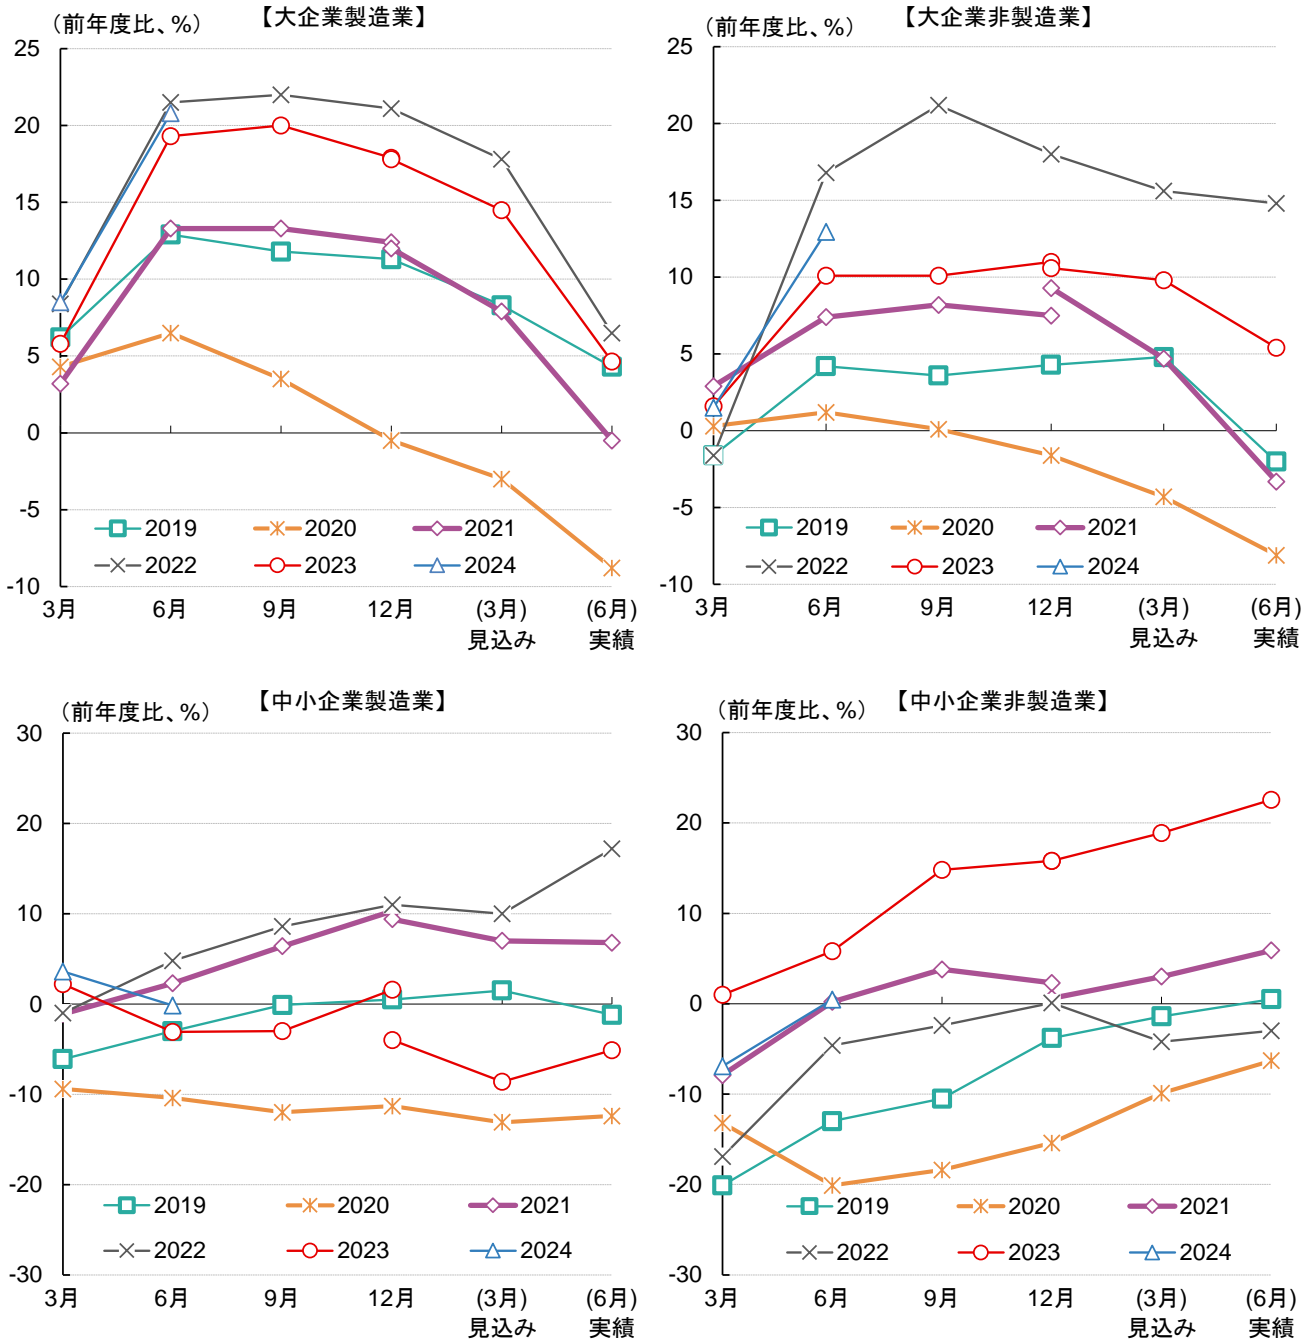 【大企業製造業】
(前年度比、%)
25
20
15
10
5
0
-5
-10
2019
2020
2021
2022
2023
2024
3月
6月
9月
12月
(3月)
見込み
(6月)
実績
【大企業非製造業】
(前年度比、%)
25
20
15
10
5
0
-5
-10
2019
2020
2021
2022
2023
2024
3月
6月
9月
12月
(3月)
見込み
(6月)
実績
【中小企業製造業】
(前年度比、%)
30
20
10
0
-10
-20
-30
2019
2020
2021
2022
2023
2024
3月
6月
9月
12月
(3月)
見込み
(6月)
実績
【中小企業非製造業】
(前年度比、%)
30
20
10
0
-10
-20
-30
2019
2020
2021
2022
2023
2024
3月
6月
9月
12月
(3月)
見込み
(6月)
実績